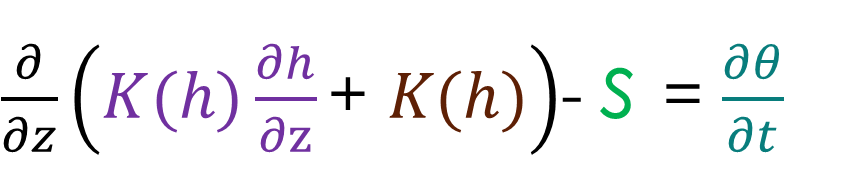 ∂/∂z (K(h) ∂h/∂z + K(h)) - S = ∂θ/∂t